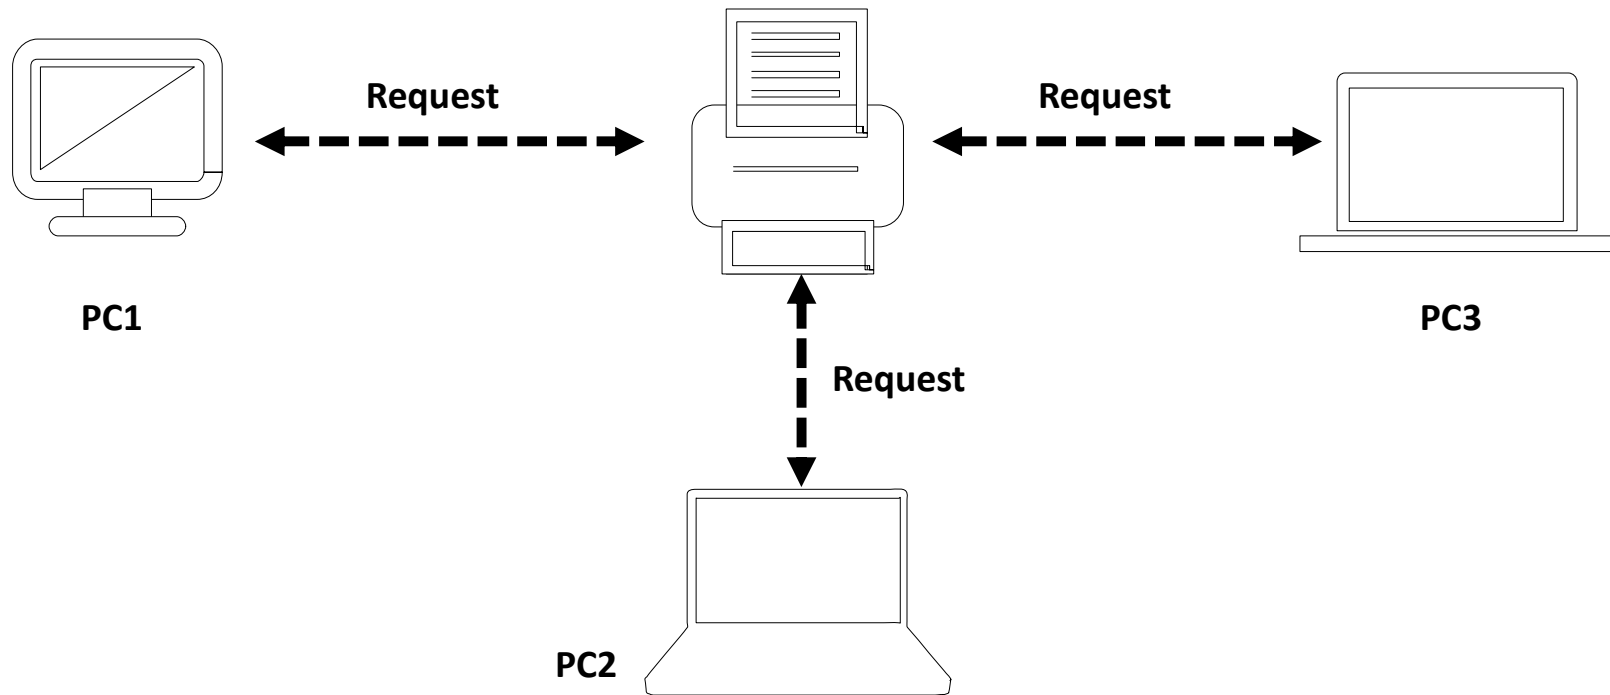 Request
Request
PC1
PC3
Request
PC2